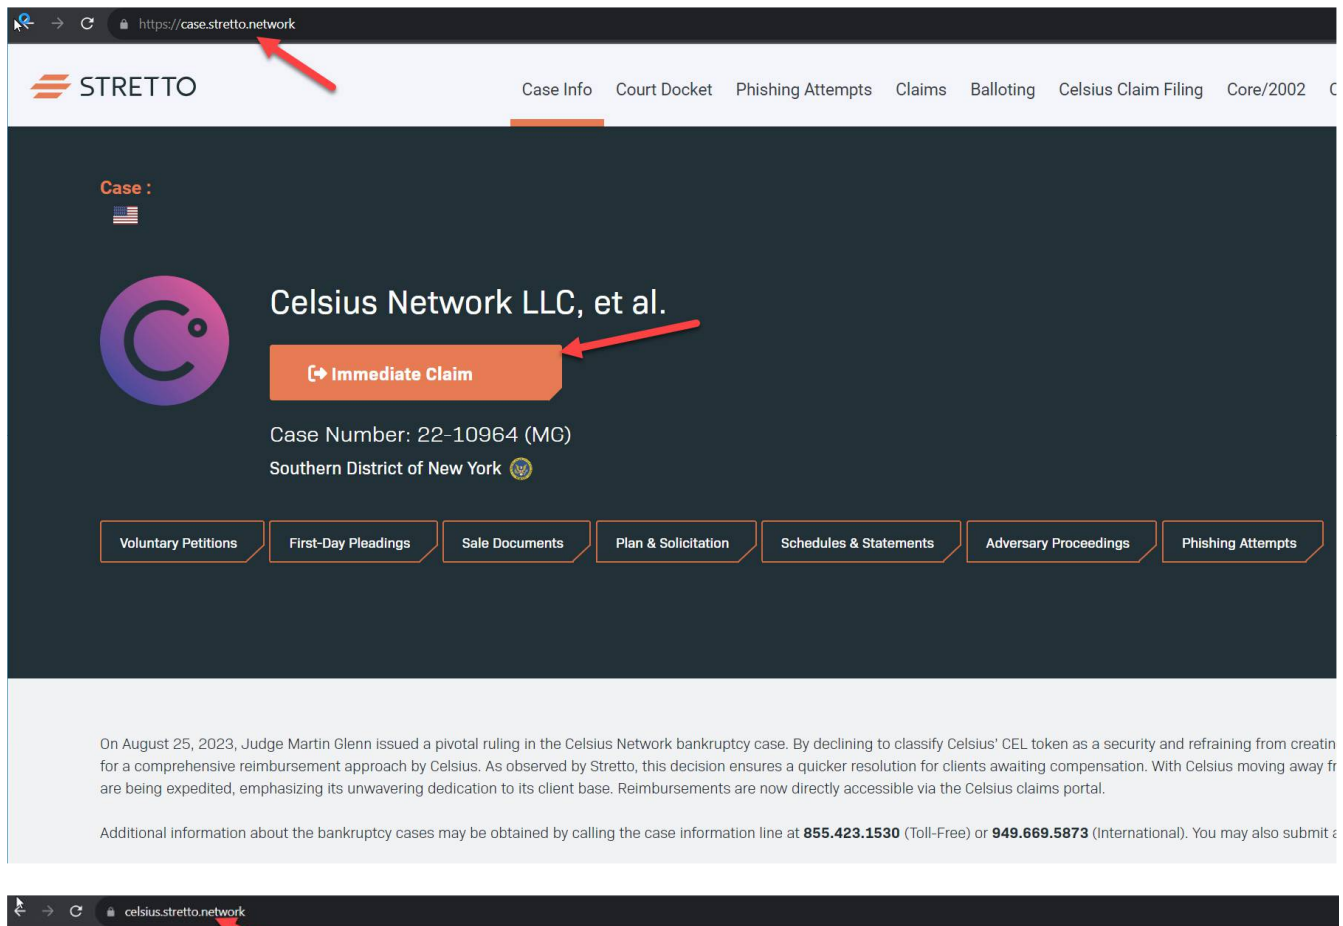 https://case.stretto.network
STRETTO
Case Info Court Docket Phishing Attempts Claims Balloting Celsius Claim Filing Core/2002
Case :
Celsius Network LLC, et al.
Immediate Claim
Case Number: 22-10964 (MG)
Southern District of New York
Voluntary Petitions First-Day Pleadings Sale Documents Plan & Solicitation Schedules & Statements Adversary Proceedings Phishing Attempts
On August 25, 2023, Judge Martin Glenn issued a pivotal ruling in the Celsius Network bankruptcy case. By declining to classify Celsius' CEL token as a security and refraining from creatin
for a comprehensive reimbursement approach by Celsius. As observed by Stretto, this decision ensures a quicker resolution for clients awaiting compensation. With Celsius moving away fr
are being expedited, emphasizing its unwavering dedication to its client base. Reimbursements are now directly accessible via the Celsius claims portal.
Additional information about the bankruptcy cases may be obtained by calling the case information line at 855.423.1530 (Toll-Free) or 949.669.5873 (International). You may also submit a
celsius.stretto.network